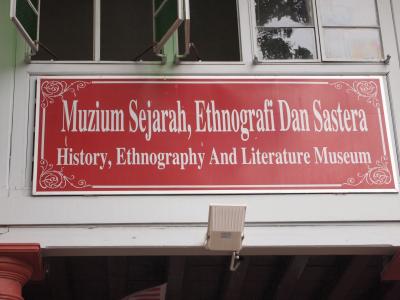 Muzium Sejarah, Ethnografi Dan Sastera
History, Ethnography And Literature Museum